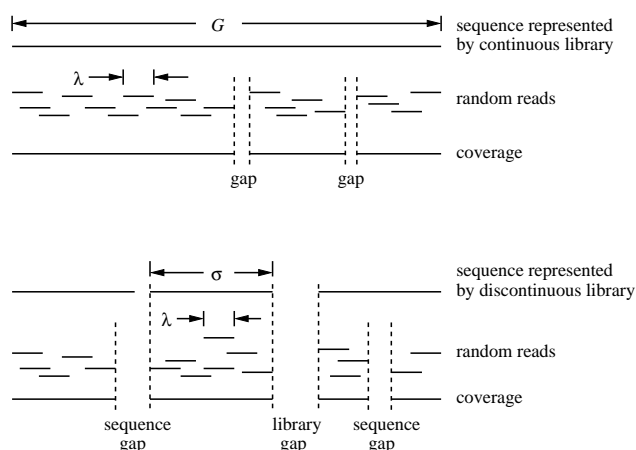 G
sequence represented
by continuous library
λ
random reads
coverage
gap
gap
σ
sequence represented
by discontinuous library
λ
random reads
coverage
sequence
gap
library
gap
sequence
gap